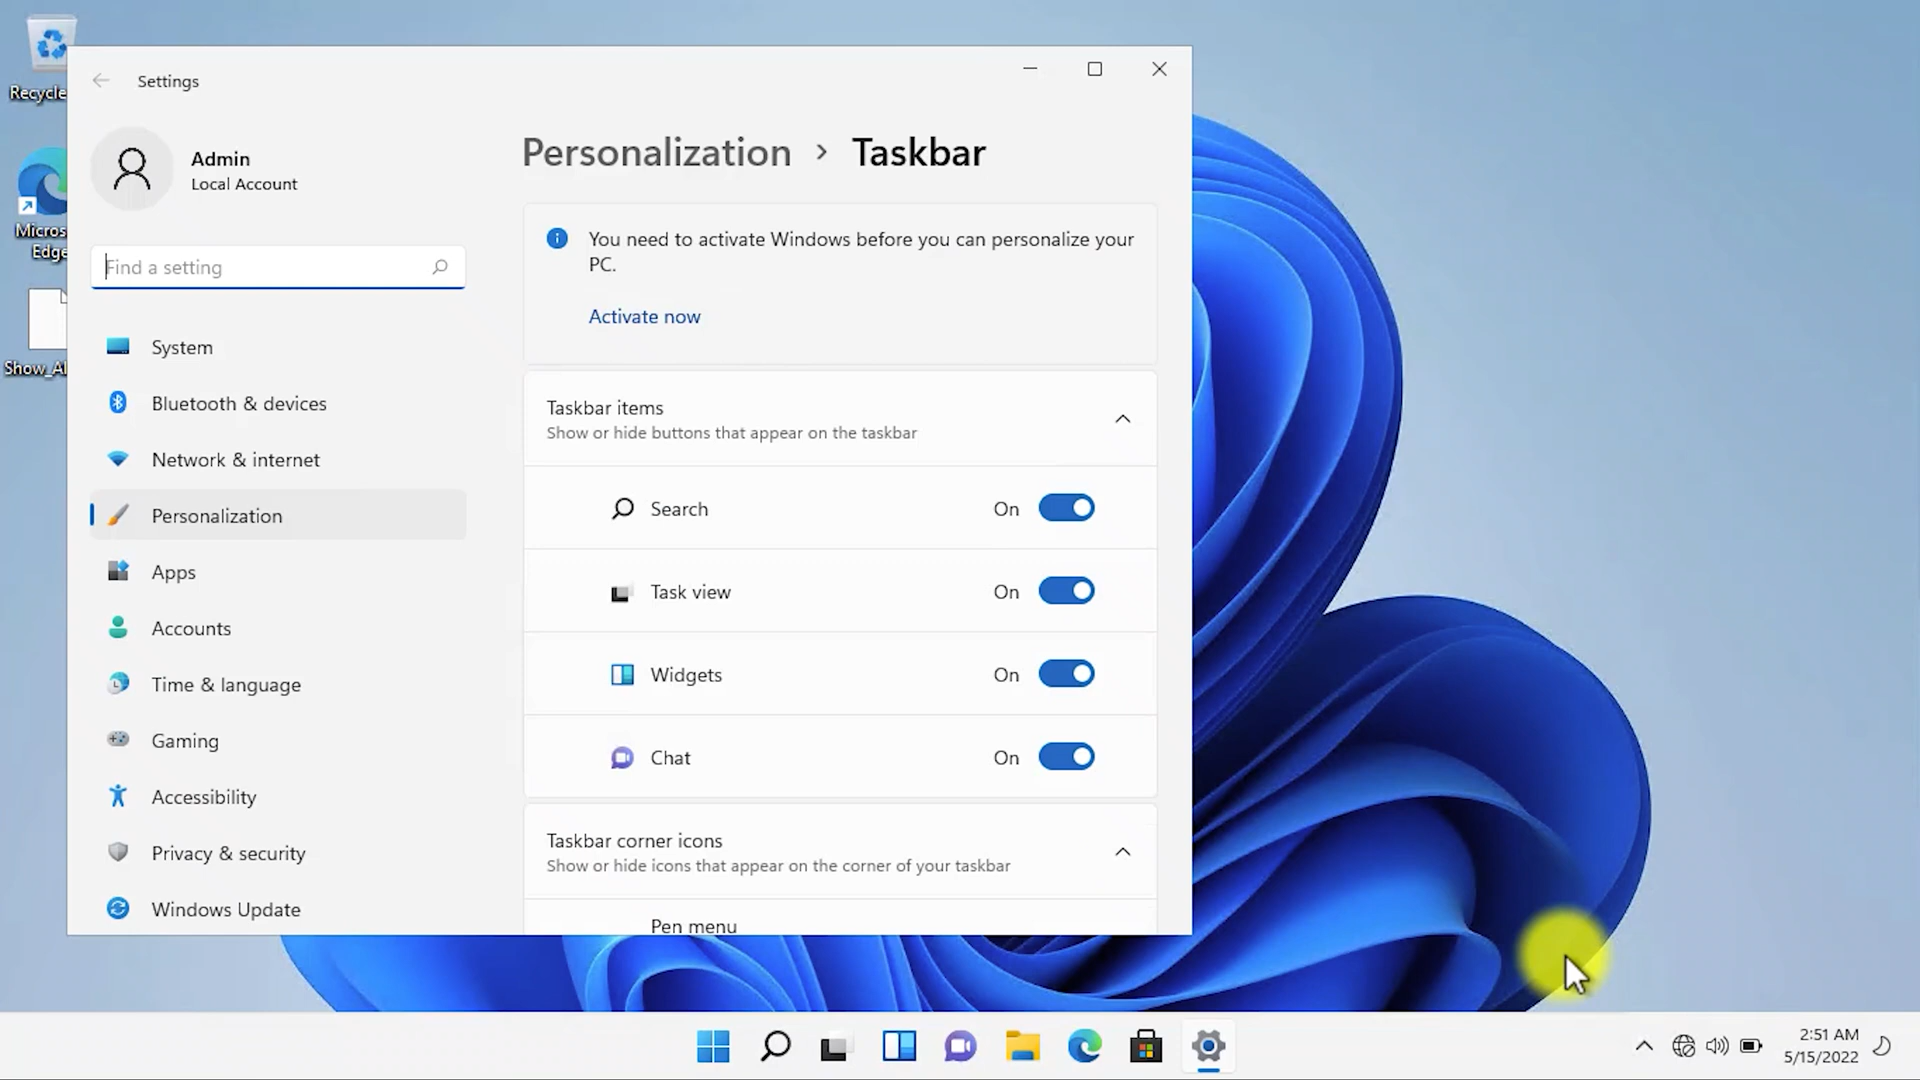 Recycle
Micros
Edge
Show_Al
Settings
Admin
Local Account
Find a setting
System
Bluetooth & devices
Network & internet
Personalization
Apps
Accounts
Time & language
Gaming
Accessibility
Privacy & security
Windows Update
Personalization > Taskbar
You need to activate Windows before you can personalize your
PC.
Activate now
Taskbar items
Show or hide buttons that appear on the taskbar
Search On
Task view On
Widgets On
Chat On
Taskbar corner icons
Show or hide icons that appear on the corner of your taskbar
Pen menu
2:51 AM
5/15/2022